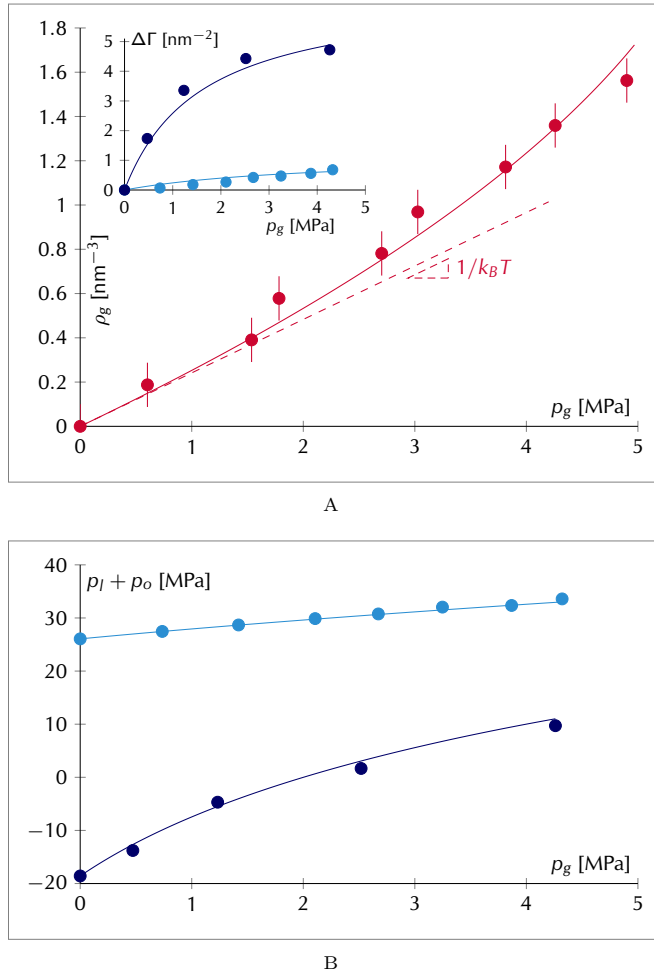 1.8
1.6
1.4
1.2
1
0.8
0.6
0.4
0.2
0
ρg [nm−3]
0 1 2 3 4 5
pg [MPa]
1/kBT
ΔΓ [nm−2]
5
4
3
2
1
0
0 1 2 3 4 5
pg [MPa]
A
40
30
20
10
0
−10
−20
pl + po [MPa]
pg [MPa]
0 1 2 3 4 5
B